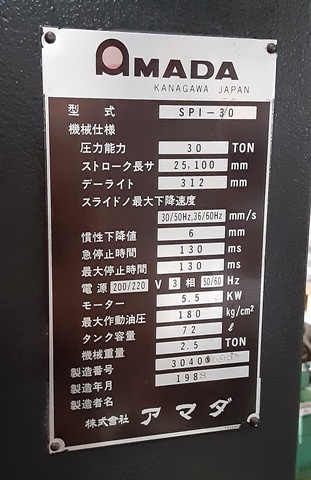 AMADA
KANAGAWA JAPAN
型式 SPI-30
機械仕様
圧力能力 30 TON
ストローク長サ 25,100 mm
デーライト 312 mm
スライドノ最大下降速度
30/50Hz,36/60Hz mm/s
慣性下降値 6 mm
急停止時間 130 ms
最大停止時間 130 ms
電源 200/220 V 3 相 50/60 Hz
モーター 5.5 KW
最大作動油圧 180 kg/cm²
タンク容量 72 ℓ
機械重量 2.5 TON
製造番号
製造年月 1988
製造者名
株式会社 アマダ